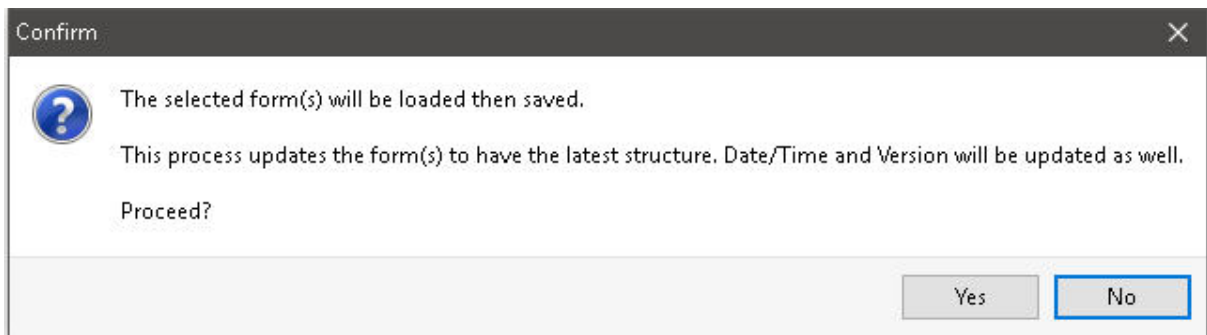 Confirm
The selected form(s) will be loaded then saved.
This process updates the form(s) to have the latest structure. Date/Time and Version will be updated as well.
Proceed?
Yes No